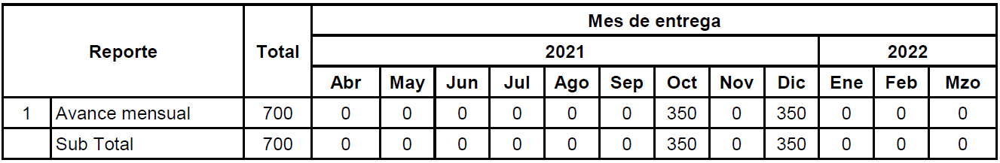 Mes de entrega
Reporte Total 2021 2022
Abr May Jun Jul Ago Sep Oct Nov Dic Ene Feb Mzo
1 Avance mensual 700 0 0 0 0 0 0 350 0 350 0 0 0
Sub Total 700 0 0 0 0 0 0 350 0 350 0 0 0